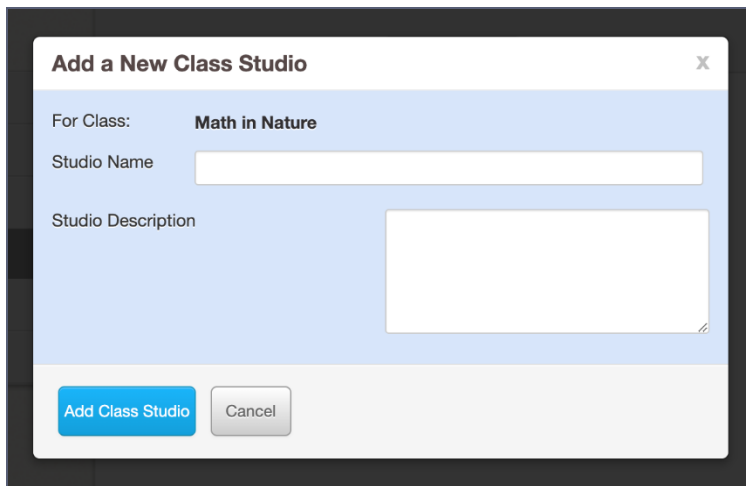 Add a New Class Studio x
For Class: Math in Nature
Studio Name
Studio Description
Add Class Studio Cancel